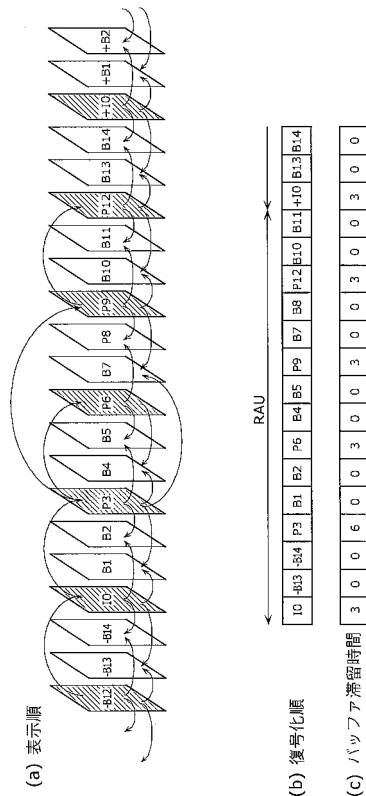 (a) 表示順
-B12 -B13 -B14 I0 B1 B2 P3 B4 B5 P6 B7 P8 P9 B10 B11 P12 B13 B14 +I0 +B1 +B2
RAU
(b) 復号化順
I0 -B13 -B14 P3 B1 B2 P6 B4 B5 P9 B7 B8 P12 B10 B11 +I0 B13 B14
(c) バッファ滞留時間
3 0 0 6 0 0 3 0 0 3 0 0 3 0 0 3 0 0